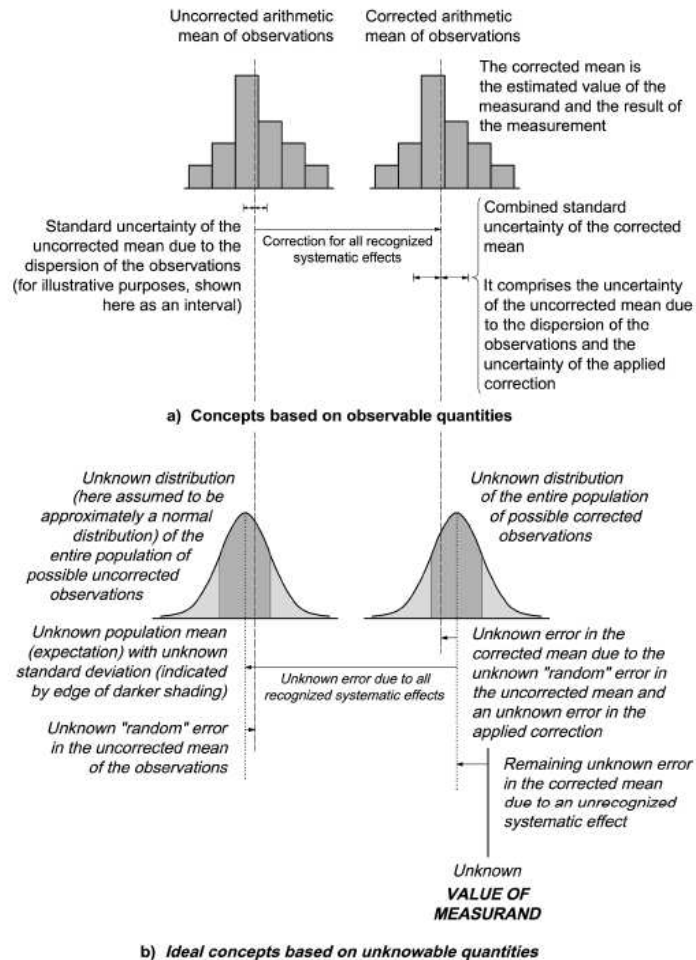 Uncorrected arithmetic
mean of observations
Corrected arithmetic
mean of observations
The corrected mean is
the estimated value of the
measurand and the result of
the measurement
Standard uncertainty of the
uncorrected mean due to the
dispersion of the observations
(for illustrative purposes, shown
here as an interval)
Correction for all recognized
systematic effects
Combined standard
uncertainty of the corrected
mean
It comprises the uncertainty
of the uncorrected mean due
to the dispersion of the
observations and the
uncertainty of the applied
correction
a) Concepts based on observable quantities
Unknown distribution
(here assumed to be
approximately a normal
distribution) of the
entire population of
possible uncorrected
observations
Unknown distribution
of the entire population
of possible corrected
observations
Unknown population mean
(expectation) with unknown
standard deviation (indicated
by edge of darker shading)
Unknown error due to all
recognized systematic effects
Unknown error in the
corrected mean due to the
unknown "random" error in
the uncorrected mean and
an unknown error in the
applied correction
Unknown "random" error
in the uncorrected mean
of the observations
Remaining unknown error
in the corrected mean
due to an unrecognized
systematic effect
Unknown
VALUE OF
MEASURAND
b) Ideal concepts based on unknowable quantities